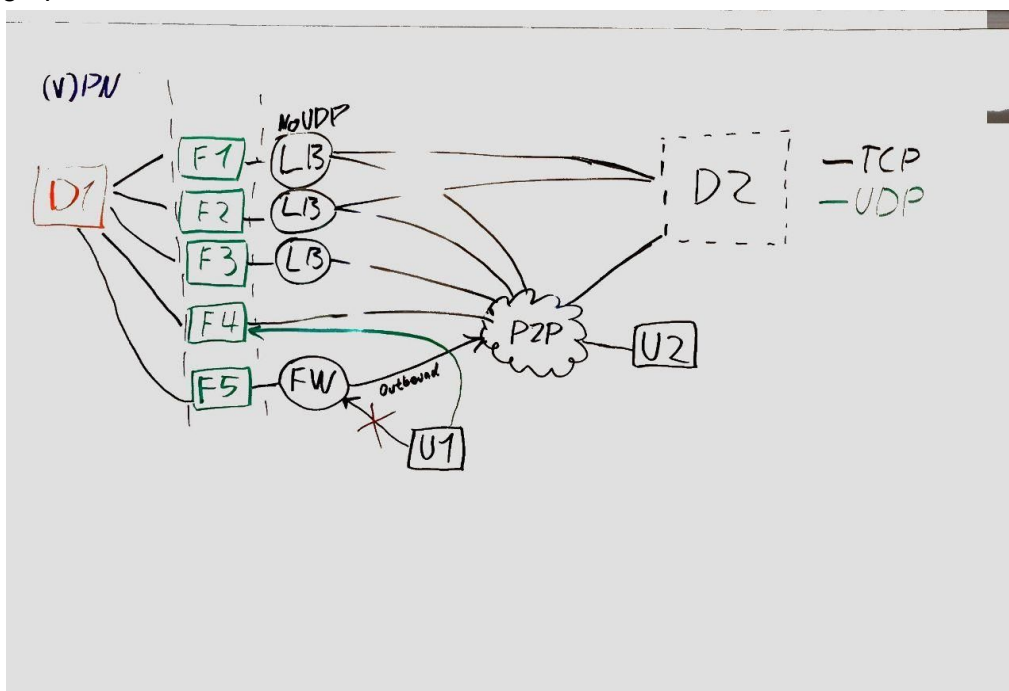 (V)PN
NoUDP
F1
LB
D1
D2
TCP
UDP
F2
LB
F3
LB
F4
P2P
U2
F5
FW
Outbound
U1